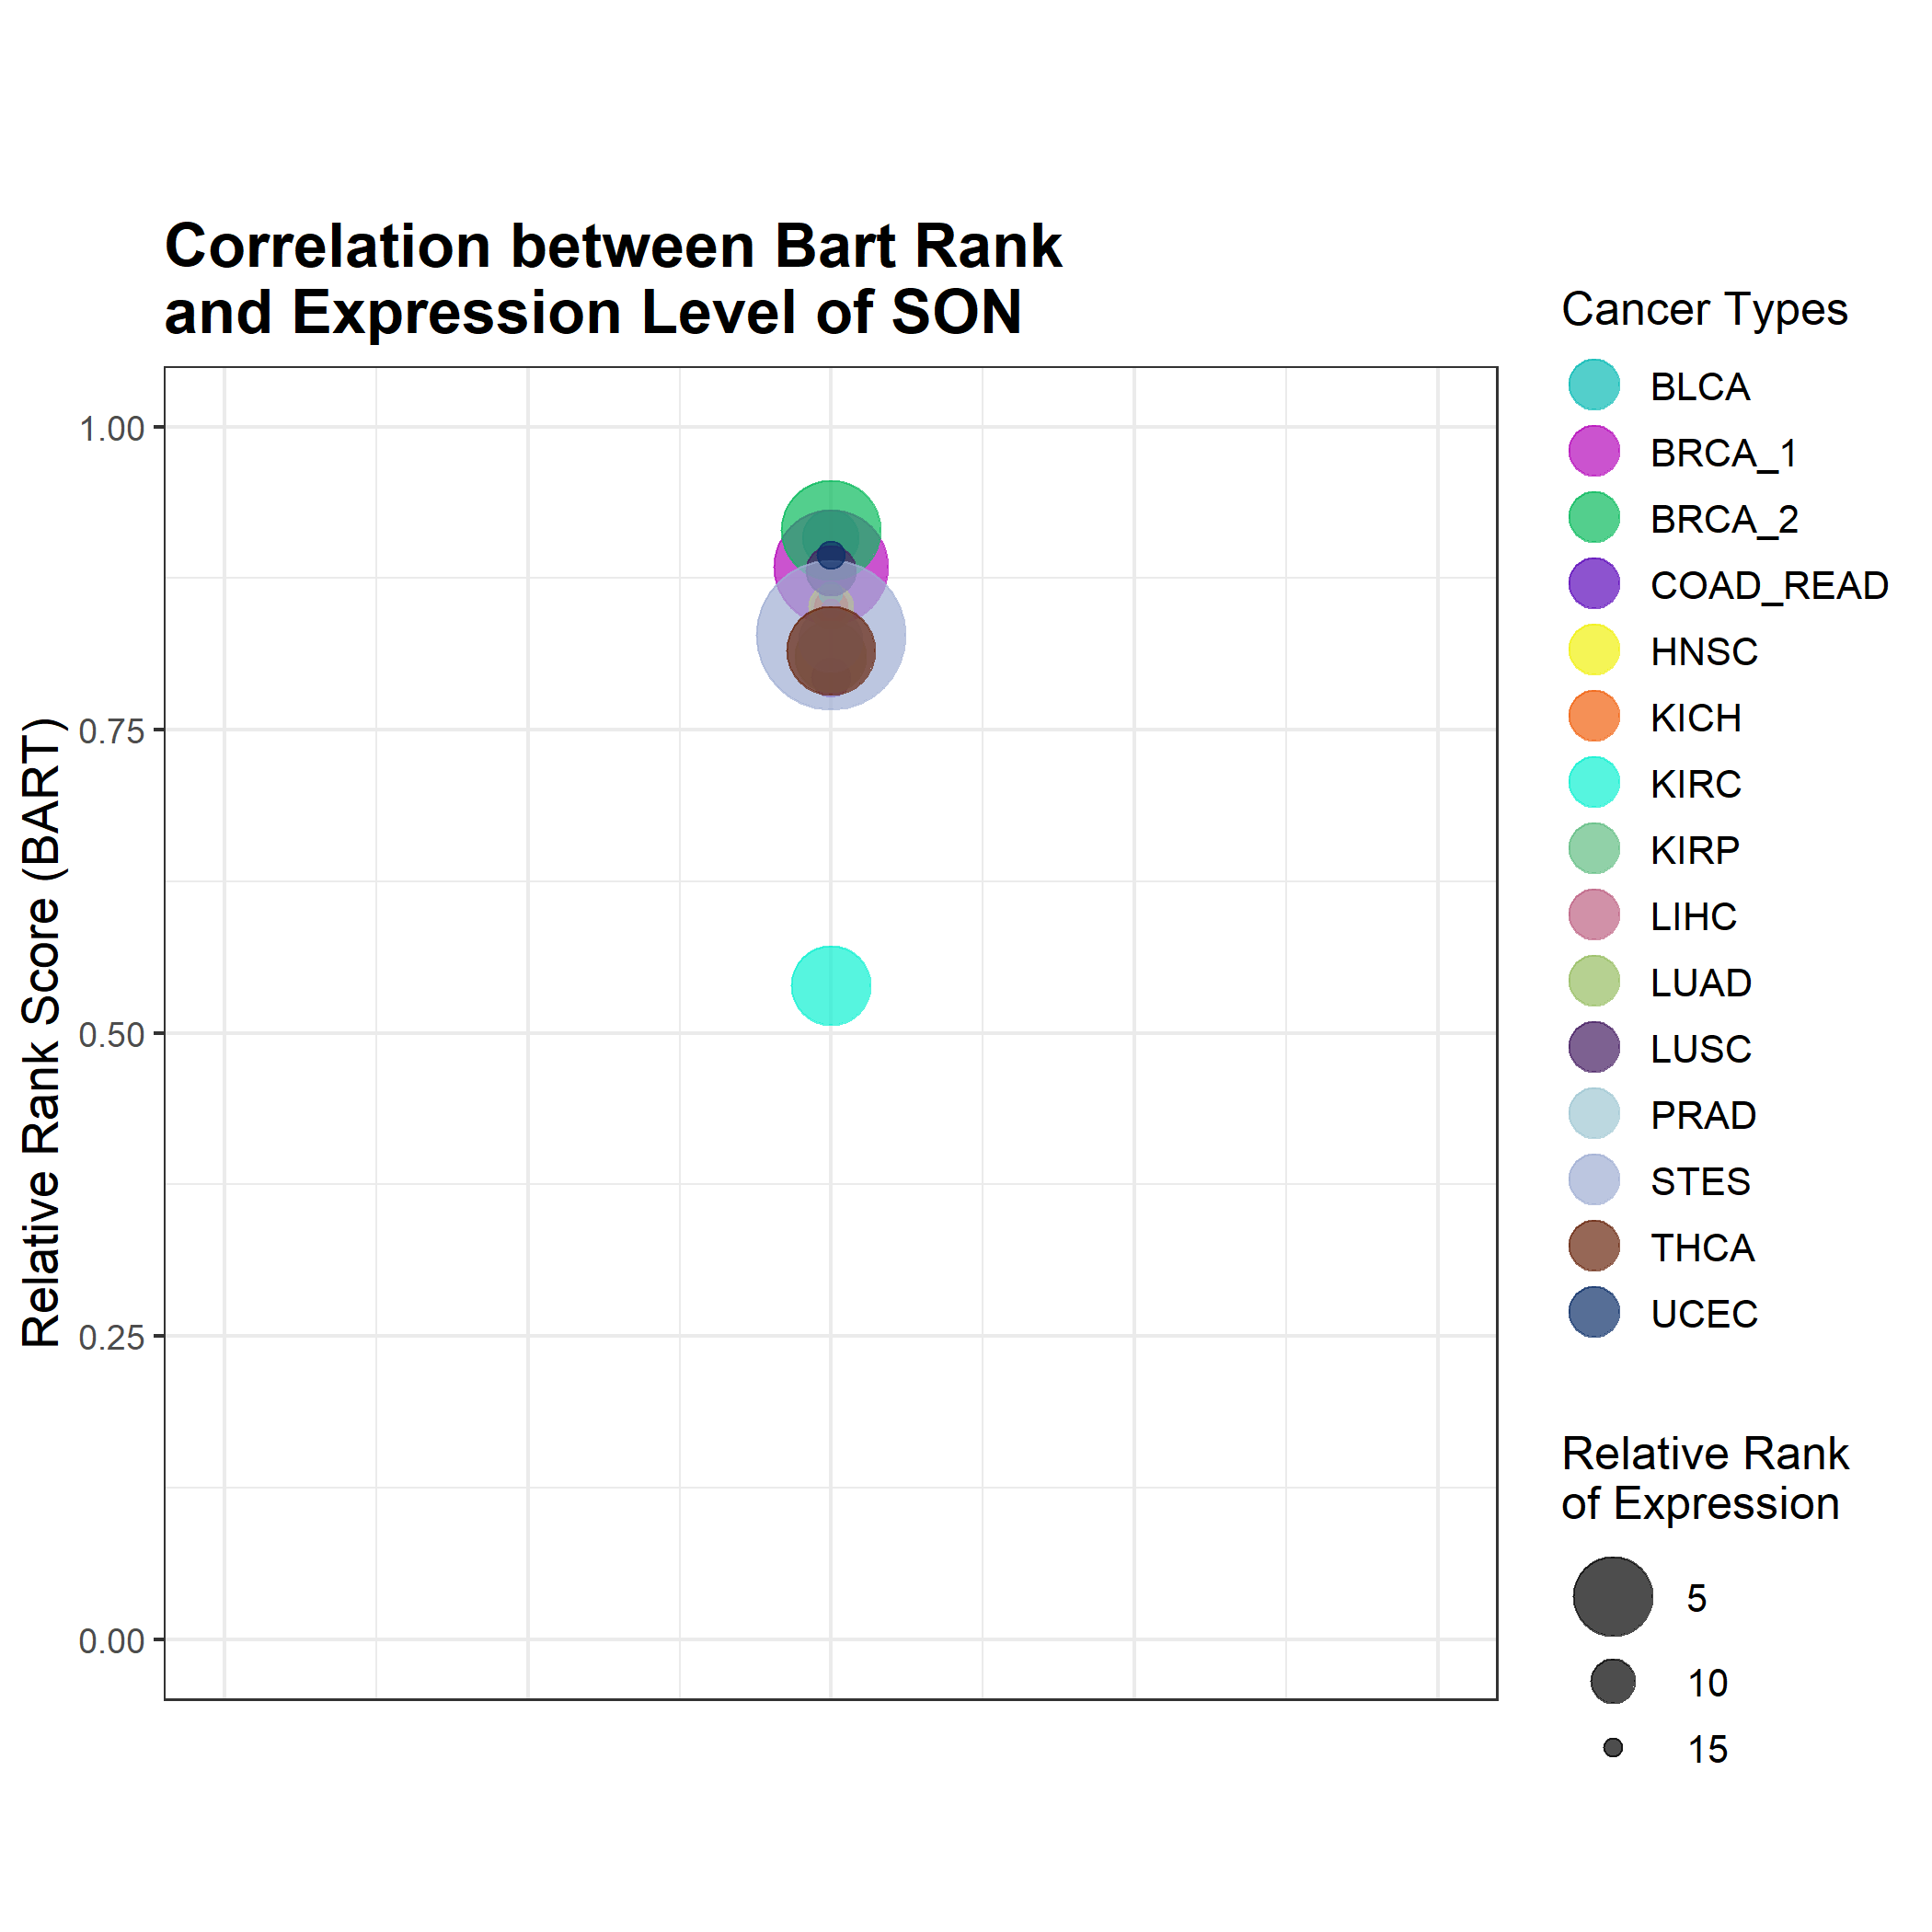 Correlation between Bart Rank
and Expression Level of SON
Relative Rank Score (BART)
1.00
0.75
0.50
0.25
0.00
Cancer Types
BLCA
BRCA_1
BRCA_2
COAD_READ
HNSC
KICH
KIRC
KIRP
LIHC
LUAD
LUSC
PRAD
STES
THCA
UCEC
Relative Rank
of Expression
5
10
15